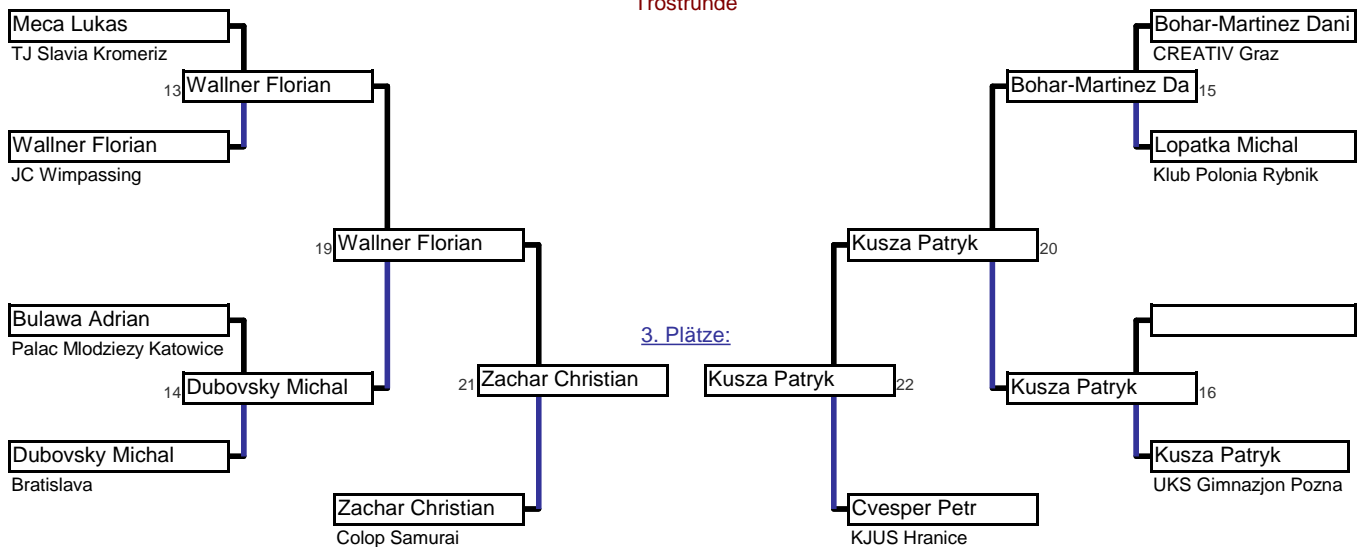 Trostrunde
Meca Lukas
Bohar-Martinez Dani
TJ Slavia Kromeriz
CREATIV Graz
13 Wallner Florian
Bohar-Martinez Da 15
Wallner Florian
Lopatka Michal
JC Wimpassing
Klub Polonia Rybnik
19 Wallner Florian
Kusza Patryk 20
Bulawa Adrian
Palac Mlodziezy Katowice
3. Plätze:
14 Dubovsky Michal
21 Zachar Christian
Kusza Patryk 22
Kusza Patryk 16
Dubovsky Michal
Kusza Patryk
Bratislava
UKS Gimnazjon Pozna
Zachar Christian
Cvesper Petr
Colop Samurai
KJUS Hranice